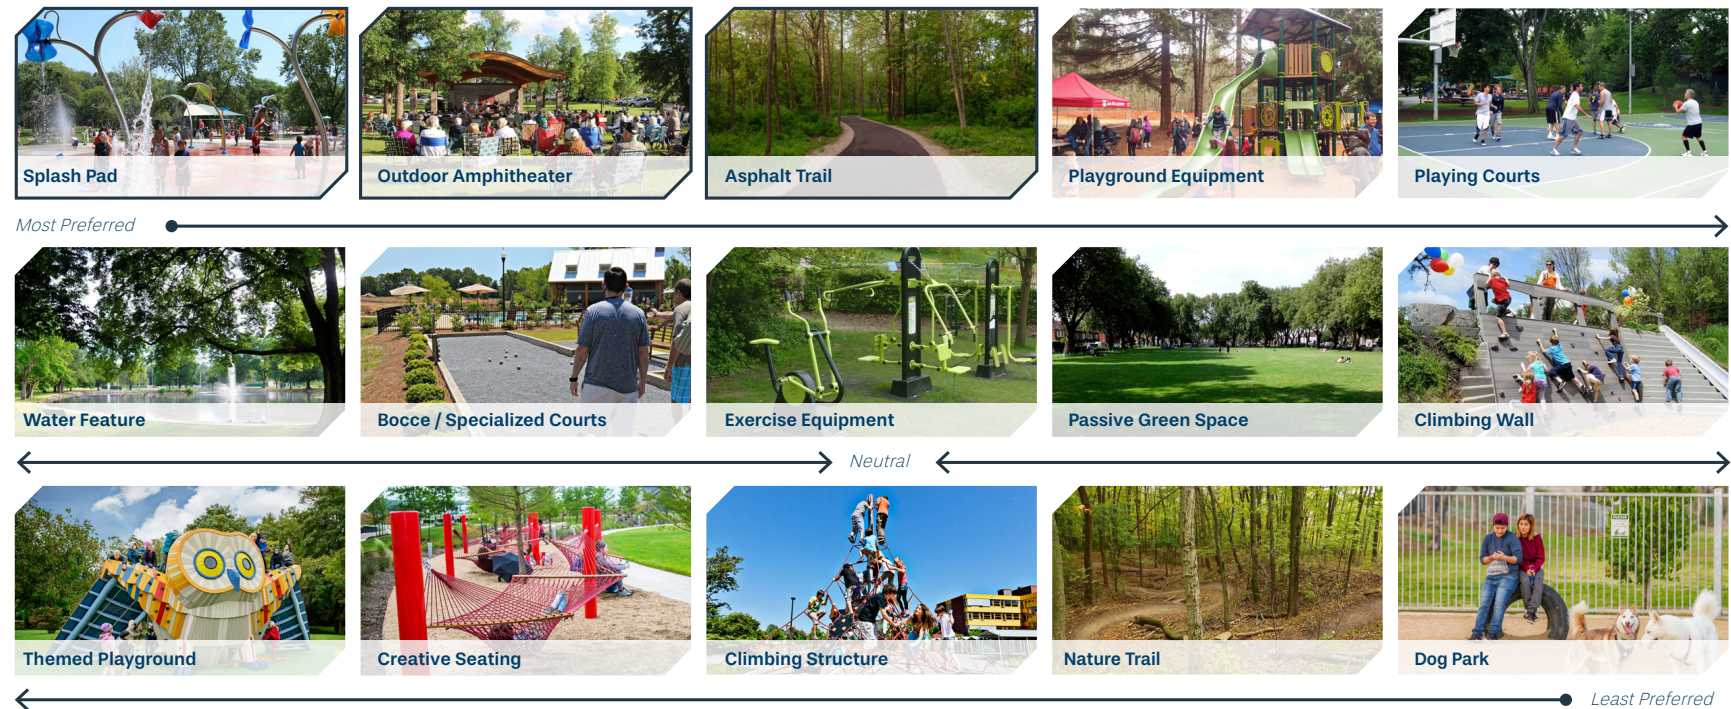 Splash Pad
Outdoor Amphitheater
Asphalt Trail
Playground Equipment
Playing Courts
Most Preferred
Water Feature
Bocce / Specialized Courts
Exercise Equipment
Passive Green Space
Climbing Wall
Neutral
Themed Playground
Creative Seating
Climbing Structure
Nature Trail
Dog Park
Least Preferred